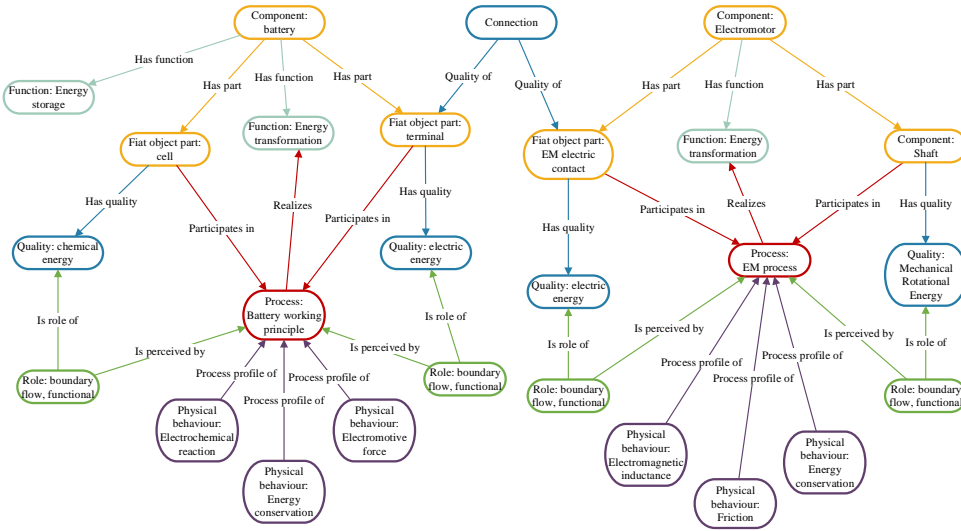 Component:
battery
Connection
Component:
Electromotor
Has function
Has part
Has function
Has part
Quality of
Quality of
Has part
Has function
Has part
Function: Energy
storage
Fiat object part:
cell
Function: Energy
transformation
Fiat object part:
terminal
Fiat object part:
EM electric
contact
Function: Energy
transformation
Component:
Shaft
Has quality
Participates in
Realizes
Participates in
Has quality
Has quality
Participates in
Realizes
Participates in
Has quality
Quality: chemical
energy
Quality: electric
energy
Quality: electric
energy
Process:
EM process
Quality:
Mechanical
Rotational
Energy
Process:
Battery working
principle
Is role of
Is perceived by
Is perceived by
Is role of
Is role of
Is perceived by
Is perceived by
Is role of
Role: boundary
flow, functional
Process profile of
Process profile of
Process profile of
Role: boundary
flow, functional
Role: boundary
flow, functional
Process profile of
Process profile of
Process profile of
Role: boundary
flow, functional
Physical
behaviour:
Electrochemical
reaction
Physical
behaviour:
Energy
conservation
Physical
behaviour:
Electromotive
force
Physical
behaviour:
Electromagnetic
inductance
Physical
behaviour:
Friction
Physical
behaviour:
Energy
conservation